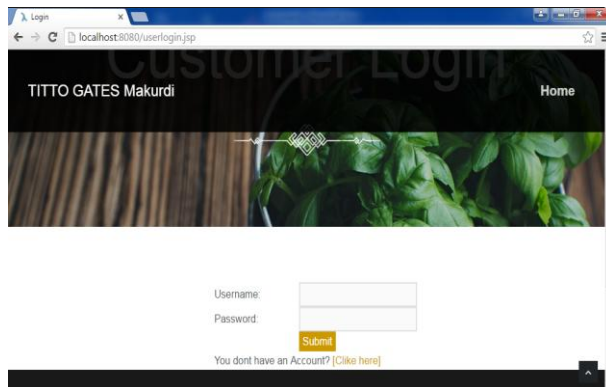 Login
localhost:8080/userlogin.jsp
Customer Login
TITTO GATES Makurdi
Home
Username:
Password:
Submit
You dont have an Account? [Clike here]